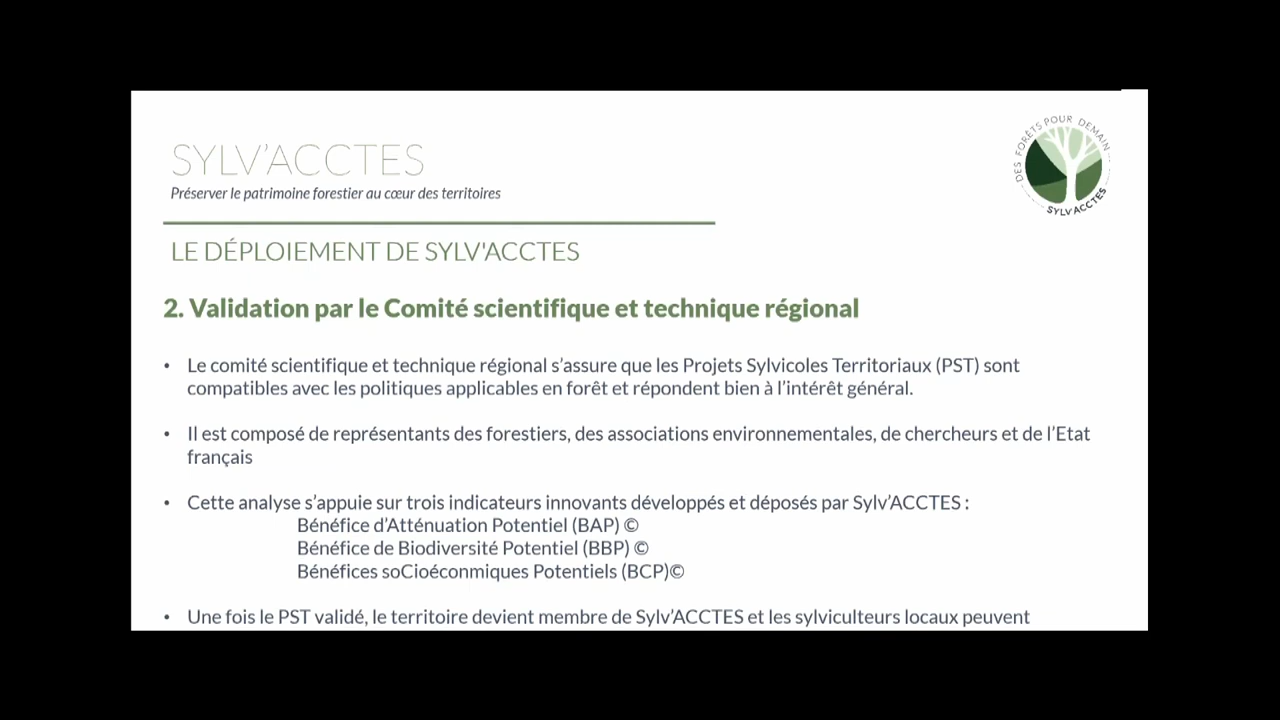 SYLV'ACCTES
Préserver le patrimoine forestier au cœur des territoires
DES FORÊTS POUR DEMAIN
SYLV'ACCTES
LE DÉPLOIEMENT DE SYLV'ACCTES
2. Validation par le Comité scientifique et technique régional
• Le comité scientifique et technique régional s'assure que les Projets Sylvicoles Territoriaux (PST) sont
compatibles avec les politiques applicables en forêt et répondent bien à l'intérêt général.
• Il est composé de représentants des forestiers, des associations environnementales, de chercheurs et de l'Etat
français
• Cette analyse s'appuie sur trois indicateurs innovants développés et déposés par Sylv'ACCTES :
Bénéfice d'Atténuation Potentiel (BAP) ©
Bénéfice de Biodiversité Potentiel (BBP) ©
Bénéfices soCioéconmiques Potentiels (BCP)©
• Une fois le PST validé, le territoire devient membre de Sylv'ACCTES et les sylviculteurs locaux peuvent